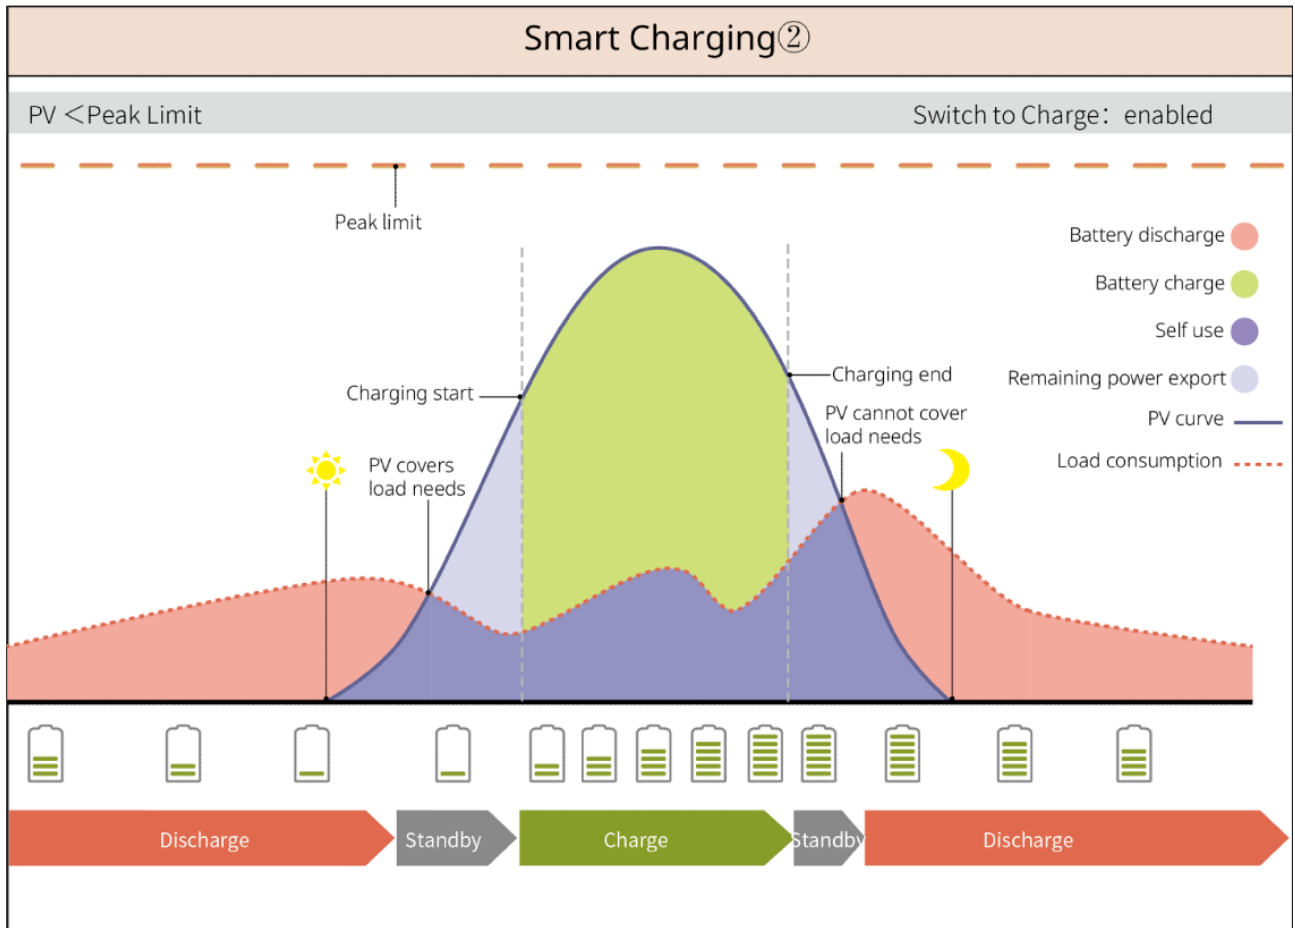 Smart Charging②
PV ＜Peak Limit
Switch to Charge：enabled
Peak limit
Battery discharge
Battery charge
Self use
Remaining power export
PV curve
Load consumption
Charging start
Charging end
PV cannot cover
load needs
PV covers
load needs
Discharge
Standby
Charge
Standby
Discharge